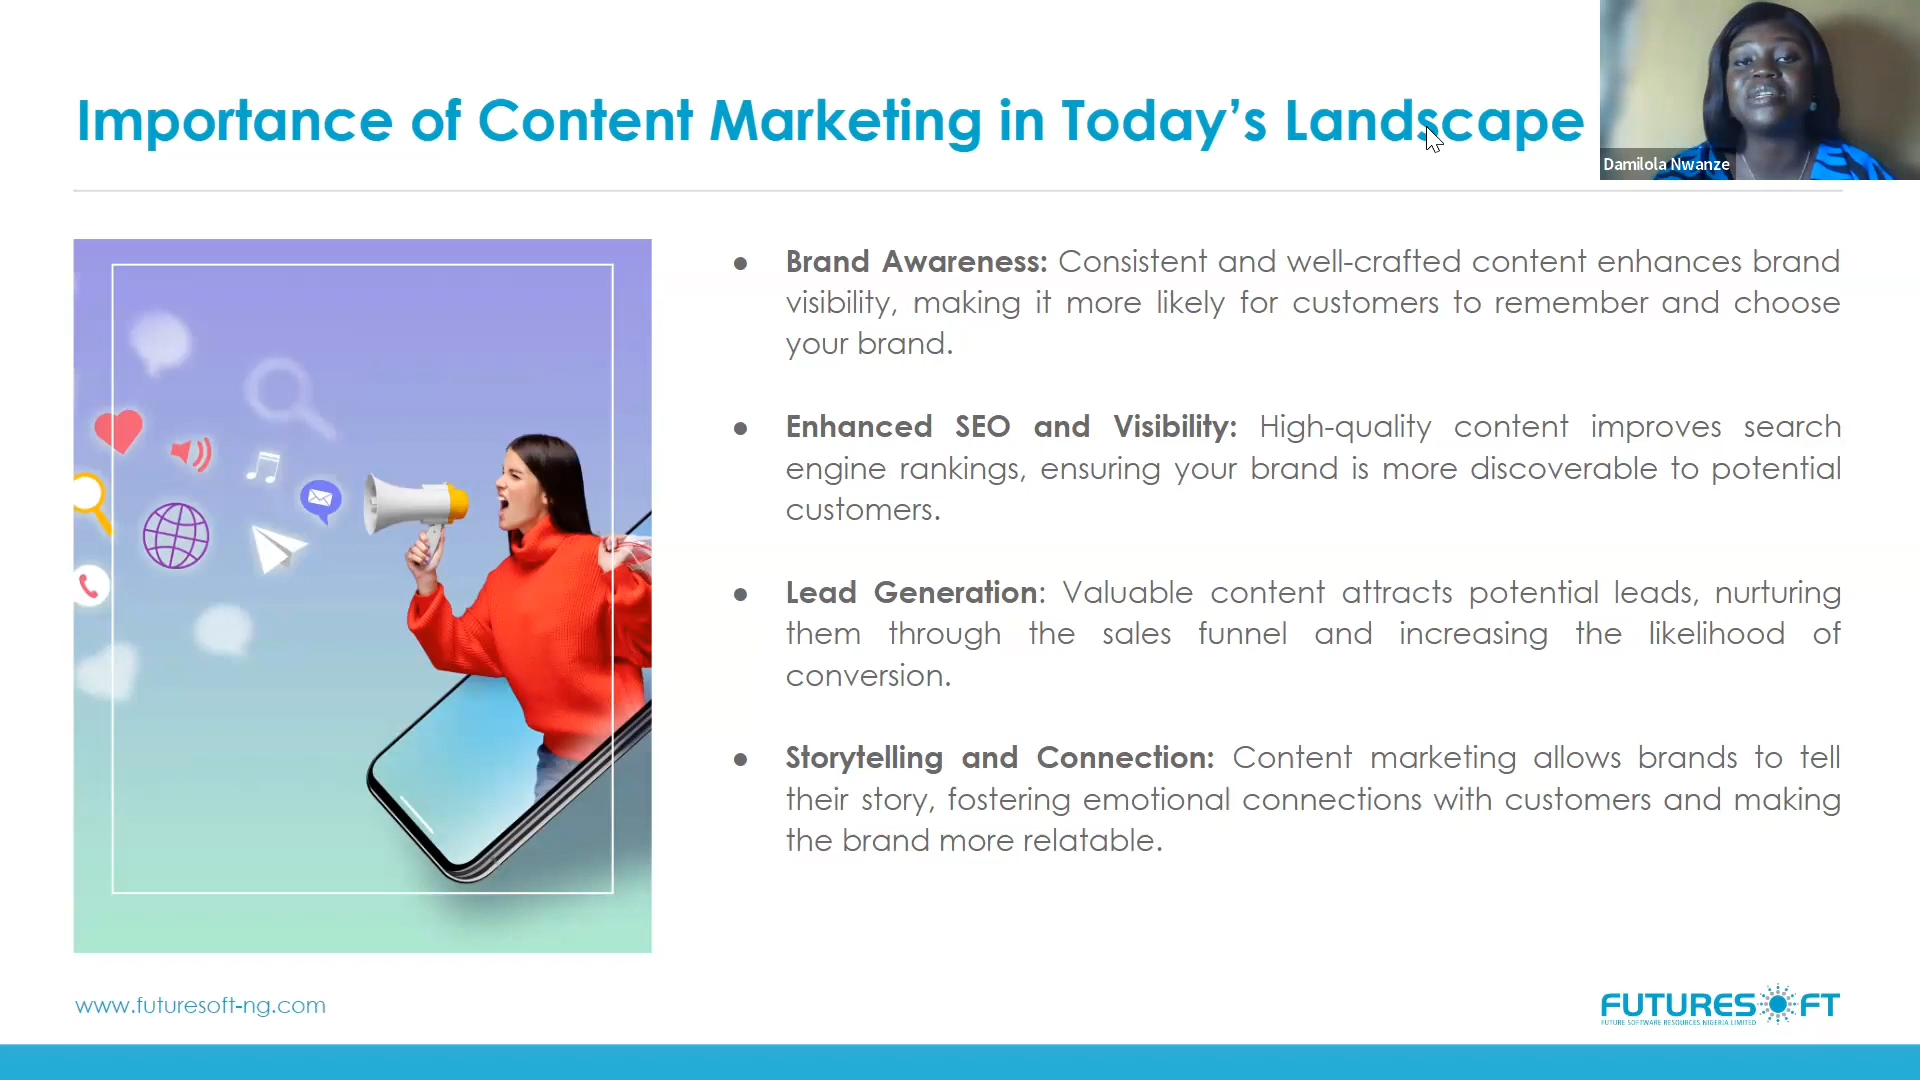 Importance of Content Marketing in Today’s Landscape
Damilola Nwanze
● Brand Awareness: Consistent and well-crafted content enhances brand
visibility, making it more likely for customers to remember and choose
your brand.
● Enhanced SEO and Visibility: High-quality content improves search
engine rankings, ensuring your brand is more discoverable to potential
customers.
● Lead Generation: Valuable content attracts potential leads, nurturing
them through the sales funnel and increasing the likelihood of
conversion.
● Storytelling and Connection: Content marketing allows brands to tell
their story, fostering emotional connections with customers and making
the brand more relatable.
www.futuresoft-ng.com
FUTURESOFT
FUTURE SOFTWARE RESOURCES NIGERIA LIMITED